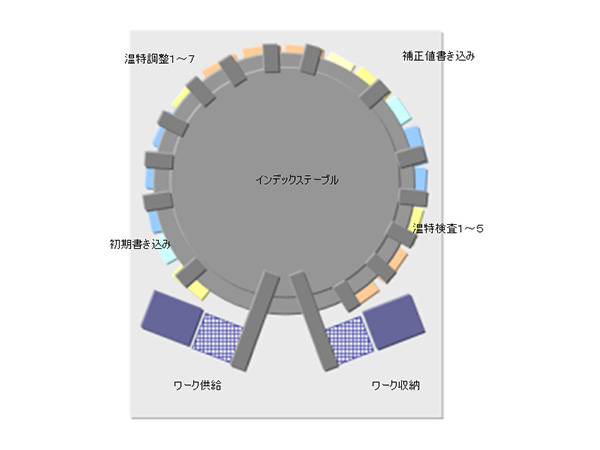 温特調整1～7
補正値書き込み
インデックステーブル
温特検査1～5
初期書き込み
ワーク供給
ワーク収納